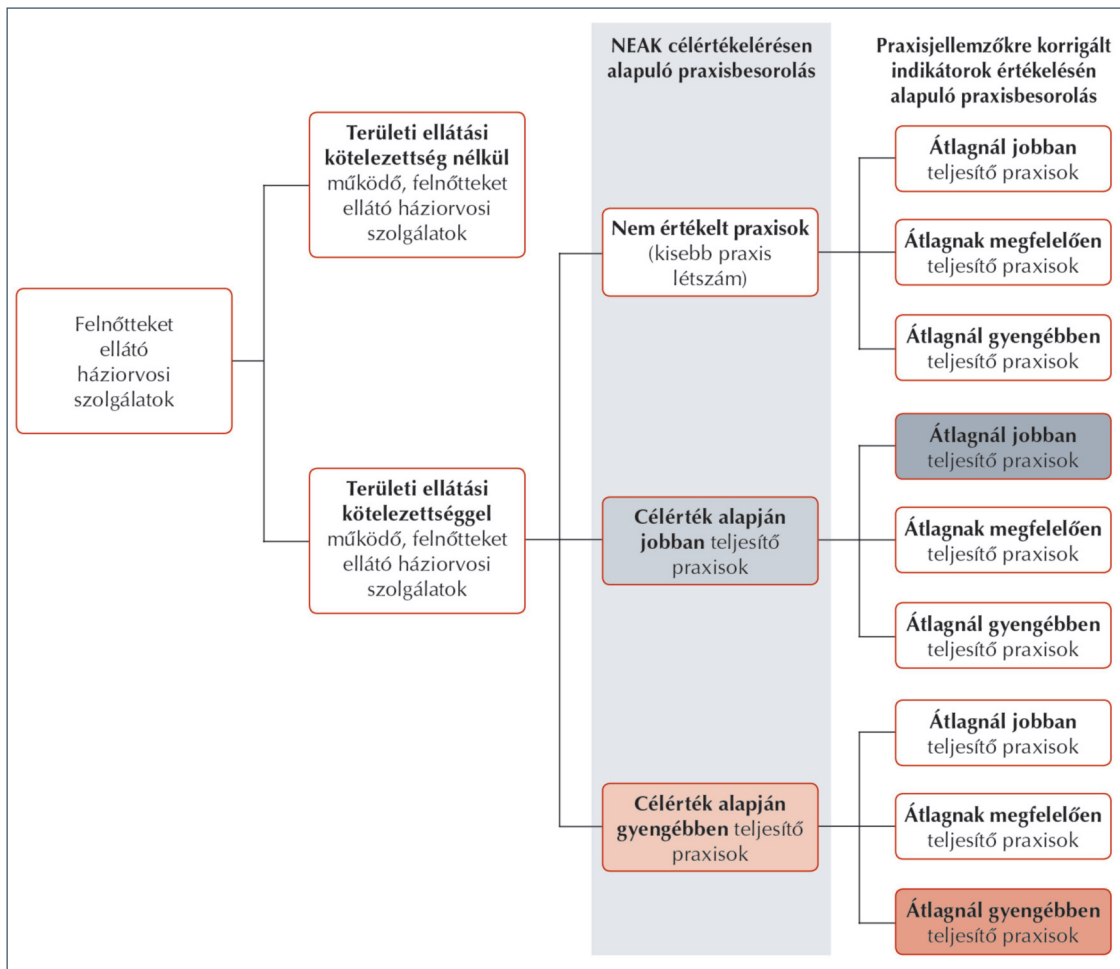 NEAK célértékelérésen
alapuló praxisbesorolás
Praxisjellemzőkre korrigált
indikátorok értékelésén
alapuló praxisbesorolás
Felnőtteket
ellátó
háziorvosi
szolgálatok
Területi ellátási
kötelezettség nélkül
működő, felnőtteket
ellátó háziorvosi
szolgálatok
Területi ellátási
kötelezettséggel
működő, felnőtteket
ellátó háziorvosi
szolgálatok
Nem értékelt praxisok
(kisebb praxis
létszám)
Átlagnál jobban
teljesítő praxisok
Átlagnak megfelelően
teljesítő praxisok
Átlagnál gyengébben
teljesítő praxisok
Célérték alapján
jobban teljesítő
praxisok
Átlagnál jobban
teljesítő praxisok
Átlagnak megfelelően
teljesítő praxisok
Átlagnál gyengébben
teljesítő praxisok
Célérték alapján
gyengébben teljesítő
praxisok
Átlagnál jobban
teljesítő praxisok
Átlagnak megfelelően
teljesítő praxisok
Átlagnál gyengébben
teljesítő praxisok